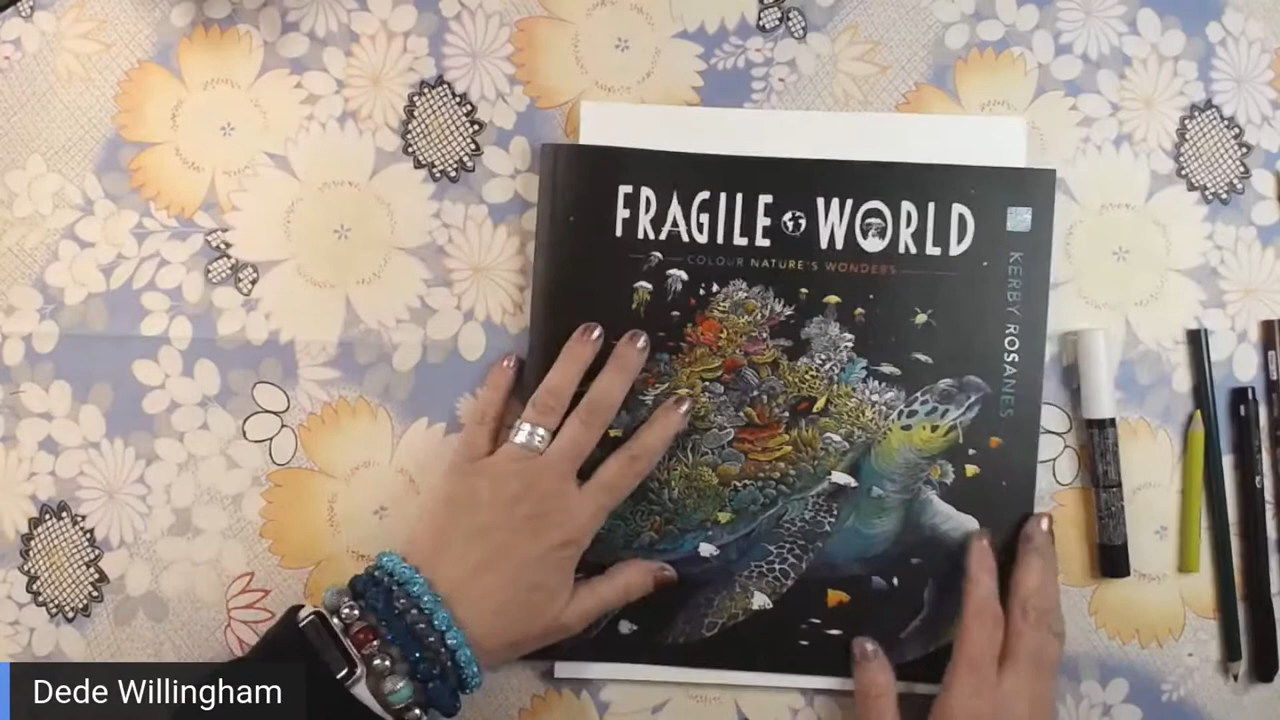 FRAGILE WORLD
COLOUR NATURE'S WONDERS
KERBY ROSANES
Dede Willingham